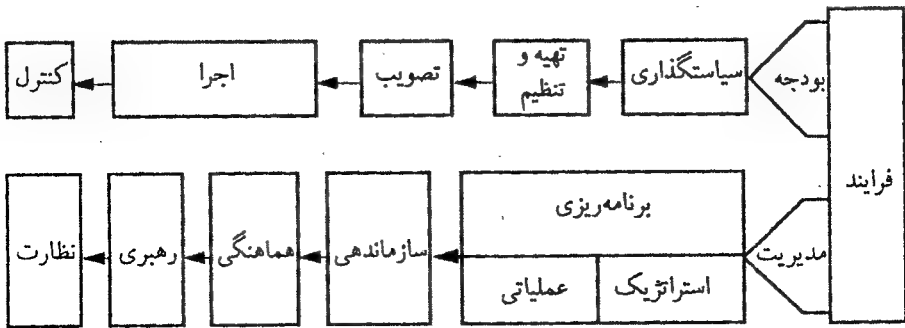 فرایند
بودجه
سیاستگذاری
تهیه و
تنظیم
تصویب
اجرا
کنترل
مدیریت
برنامه‌ریزی
استراتژیک
عملیاتی
سازماندهی
هماهنگی
رهبری
نظارت